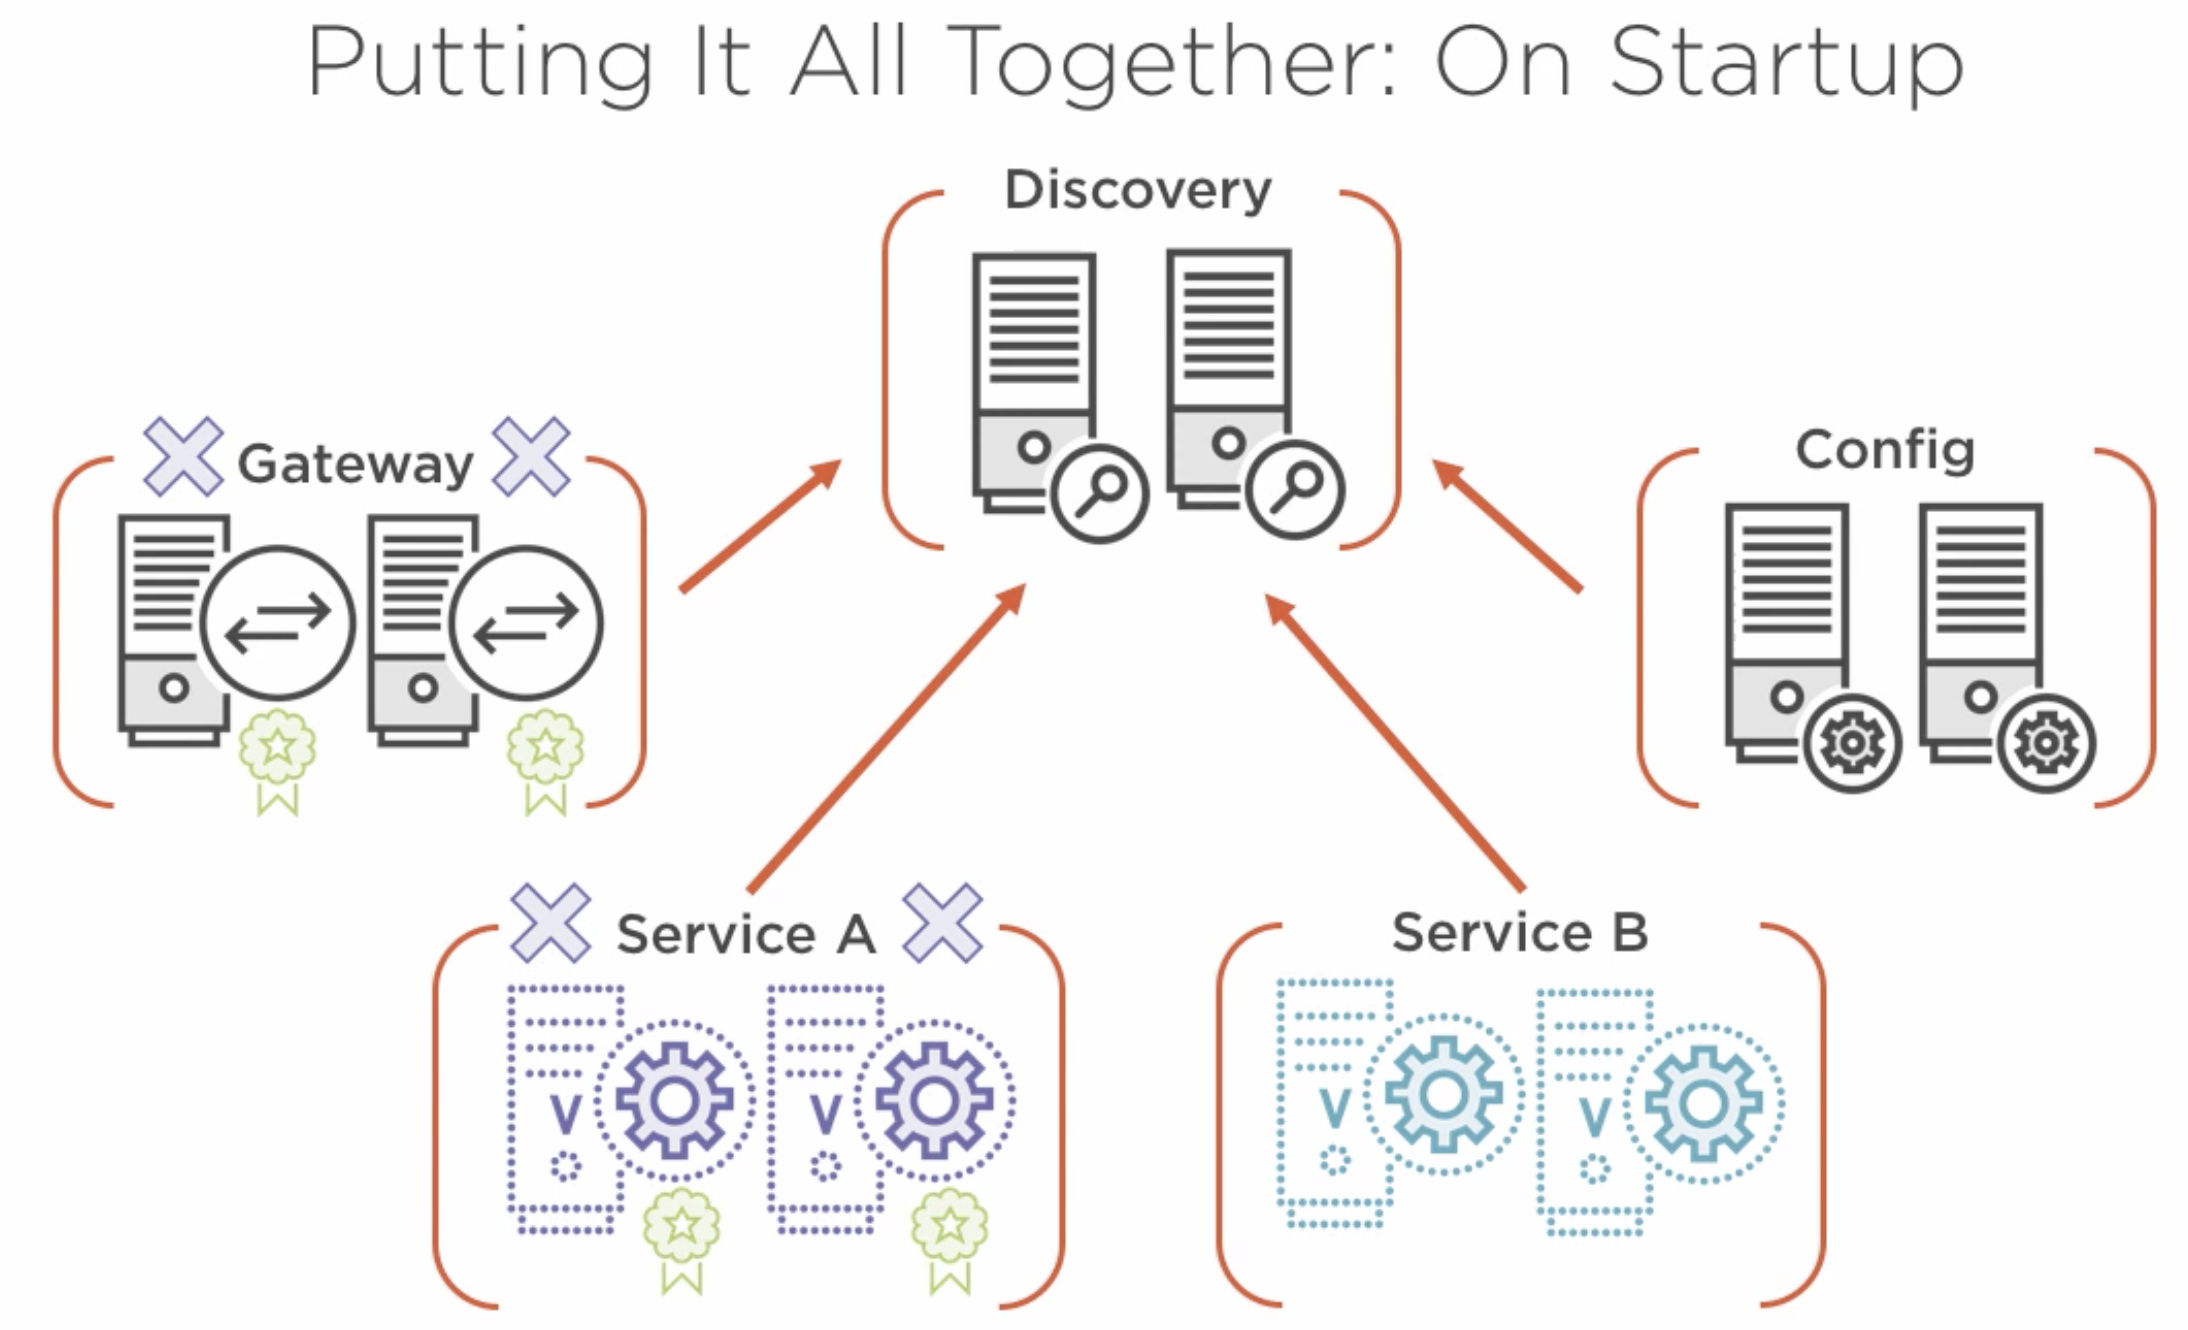 Putting It All Together: On Startup
Discovery
Gateway
Config
Service A
Service B
V
V
V
V